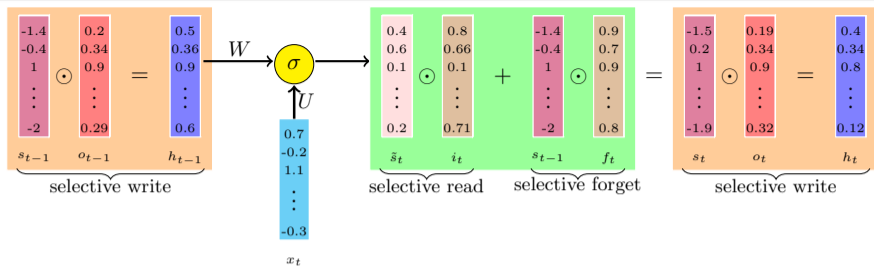 -1.4 0.2 0.5 0.4 0.8 -1.4 0.9 -1.5 0.19 0.4
-0.4 0.34 0.36 W σ 0.6 0.66 -0.4 0.7 0.2 0.34 0.34
1 ⊙ 0.9 = 0.9 0.1 ⊙ 0.1 + 1 ⊙ 0.9 = 1 ⊙ 0.9 = 0.8
⋮ ⋮ ⋮ U ⋮ ⋮ ⋮ ⋮ ⋮ ⋮ ⋮
-2 0.29 0.6 0.2 0.71 -2 0.8 -1.9 0.32 0.12
s_{t−1} o_{t−1} h_{t−1} s̃_t i_t s_{t−1} f_t s_t o_t h_t
selective write selective read selective forget selective write
0.7
-0.2
1.1
⋮
-0.3
x_t